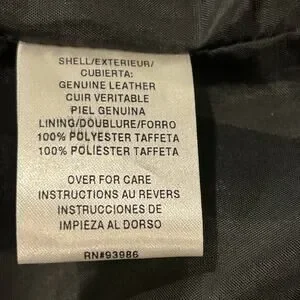 SHELL/EXTERIEUR/
CUBIERTA:
GENUINE LEATHER
CUIR VERITABLE
PIEL GENUINA
LINING/DOUBLURE/FORRO
100% POLYESTER TAFFETA
100% POLIESTER TAFFETA
OVER FOR CARE
INSTRUCTIONS AU REVERS
INSTRUCCIONES DE
IMPIEZA AL DORSO
RN#93986